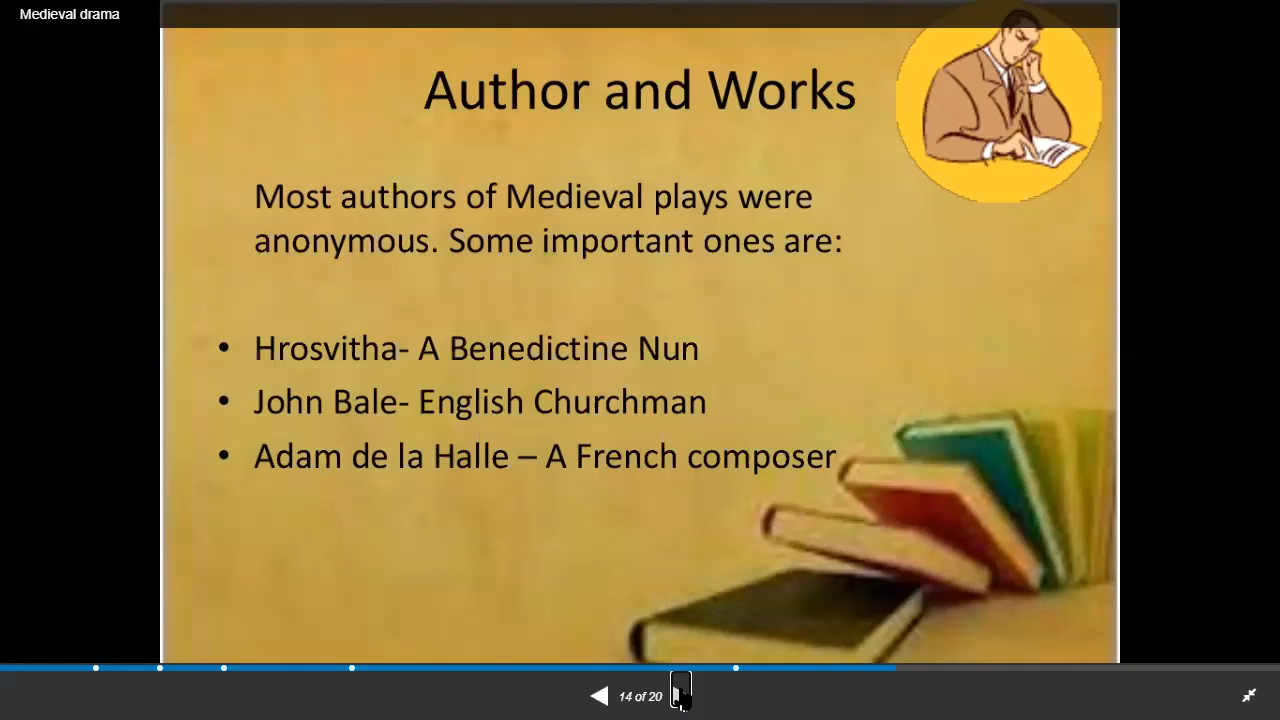 Medieval drama
Author and Works
Most authors of Medieval plays were
anonymous. Some important ones are:
• Hrosvitha- A Benedictine Nun
• John Bale- English Churchman
• Adam de la Halle – A French composer
14 of 20